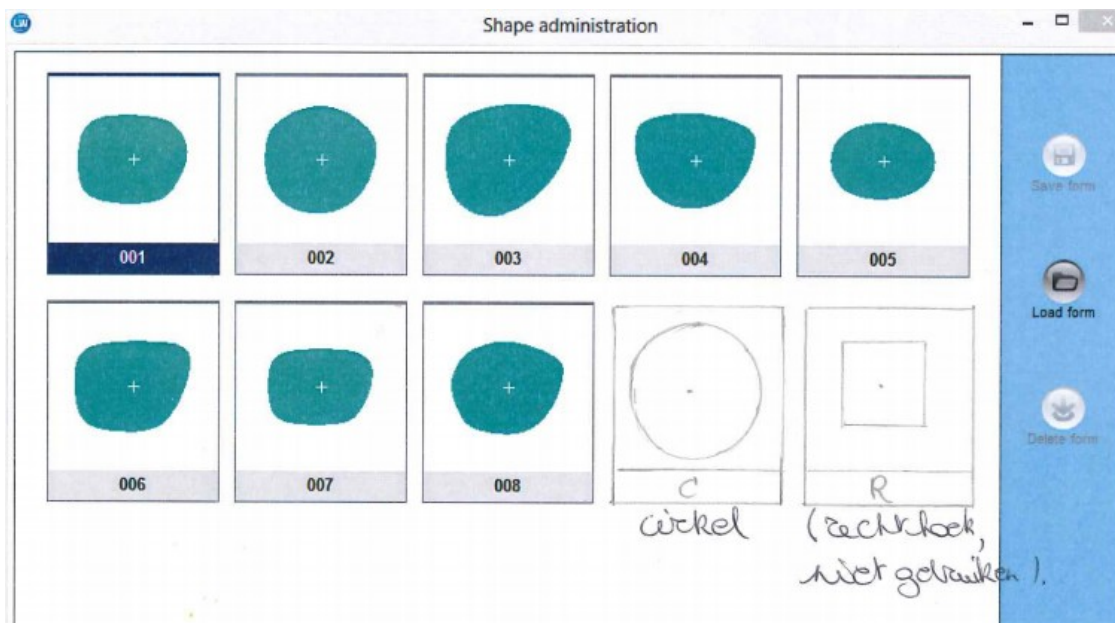 Shape administration
001 002 003 004 005
Save form
Load form
006 007 008 C R
Delete form
cirkel (rechthoek,
niet gebruiken).